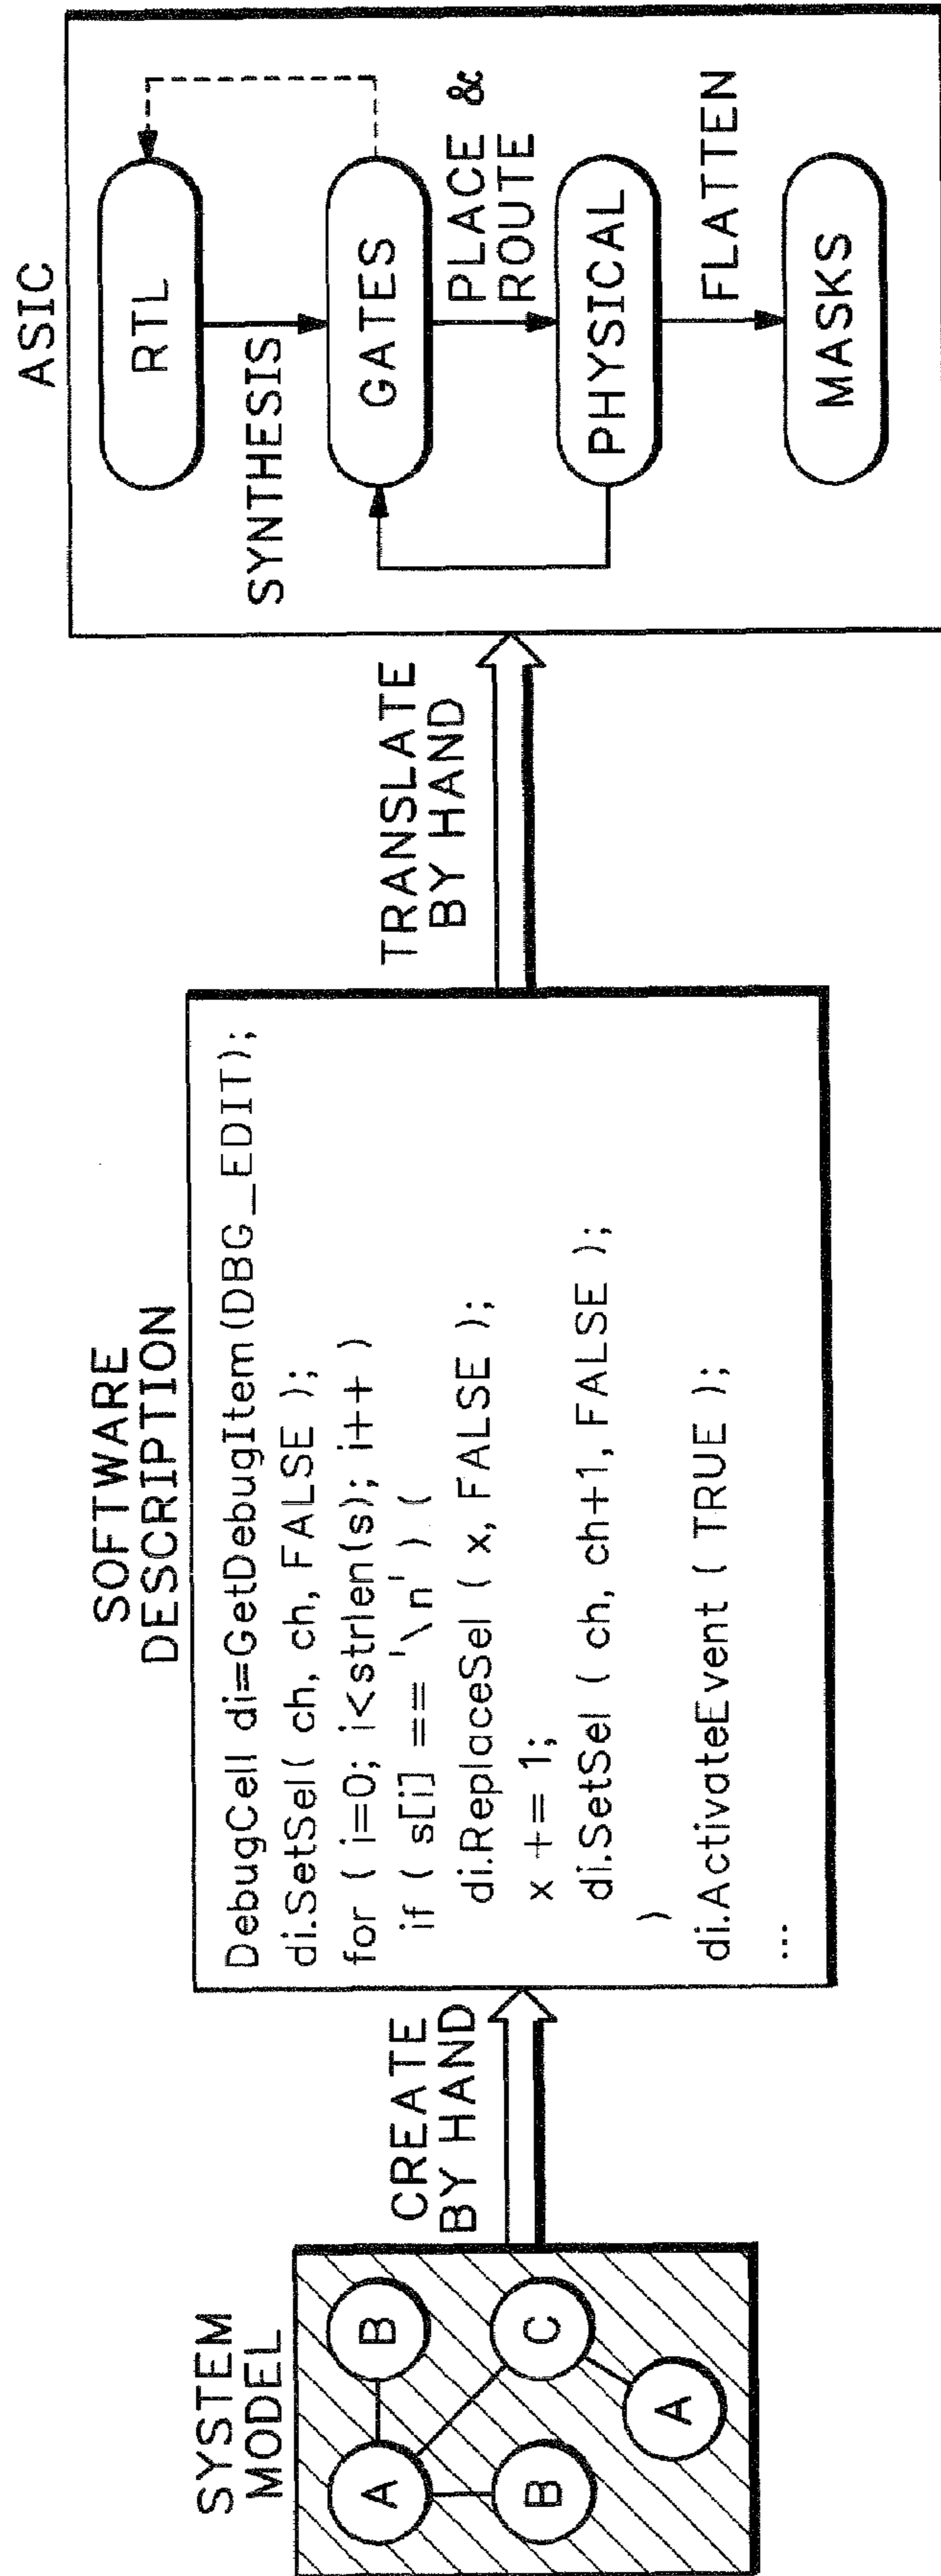 SYSTEM
MODEL
A
B
B
C
A
CREATE
BY HAND
SOFTWARE
DESCRIPTION
DebugCell di=GetDebugItem(DBG_EDIT);
di.SetSel( ch, ch, FALSE );
for ( i=0; i<strlen(s); i++ )
if ( s[i] == '\n' ) (
di.ReplaceSel ( x, FALSE );
x += 1;
di.SetSel ( ch, ch+1, FALSE );
)
di.ActivateEvent ( TRUE );
...
TRANSLATE
BY HAND
ASIC
RTL
SYNTHESIS
GATES
PLACE &
ROUTE
PHYSICAL
FLATTEN
MASKS